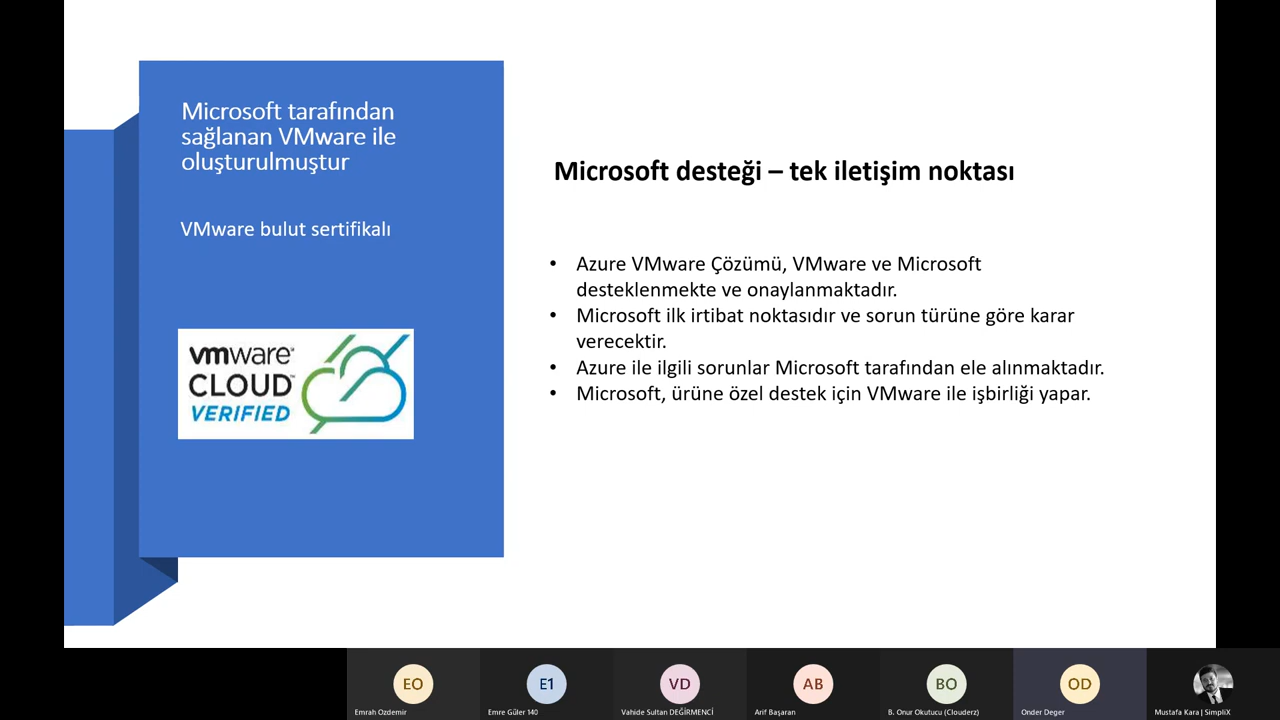 Microsoft tarafından
sağlanan VMware ile
oluşturulmuştur
VMware bulut sertifikalı
vmware™
CLOUD™
VERIFIED
Microsoft desteği – tek iletişim noktası
• Azure VMware Çözümü, VMware ve Microsoft
desteklenmekte ve onaylanmaktadır.
• Microsoft ilk irtibat noktasıdır ve sorun türüne göre karar
verecektir.
• Azure ile ilgili sorunlar Microsoft tarafından ele alınmaktadır.
• Microsoft, ürüne özel destek için VMware ile işbirliği yapar.
EO
E1
VD
AB
BO
OD
Emrah Ozdemir
Emre Güler 140
Vahide Sultan DEĞİRMENCİ
Arif Başaran
B. Onur Okutucu (Clouderz)
Onder Deger
Mustafa Kara | SimpliX